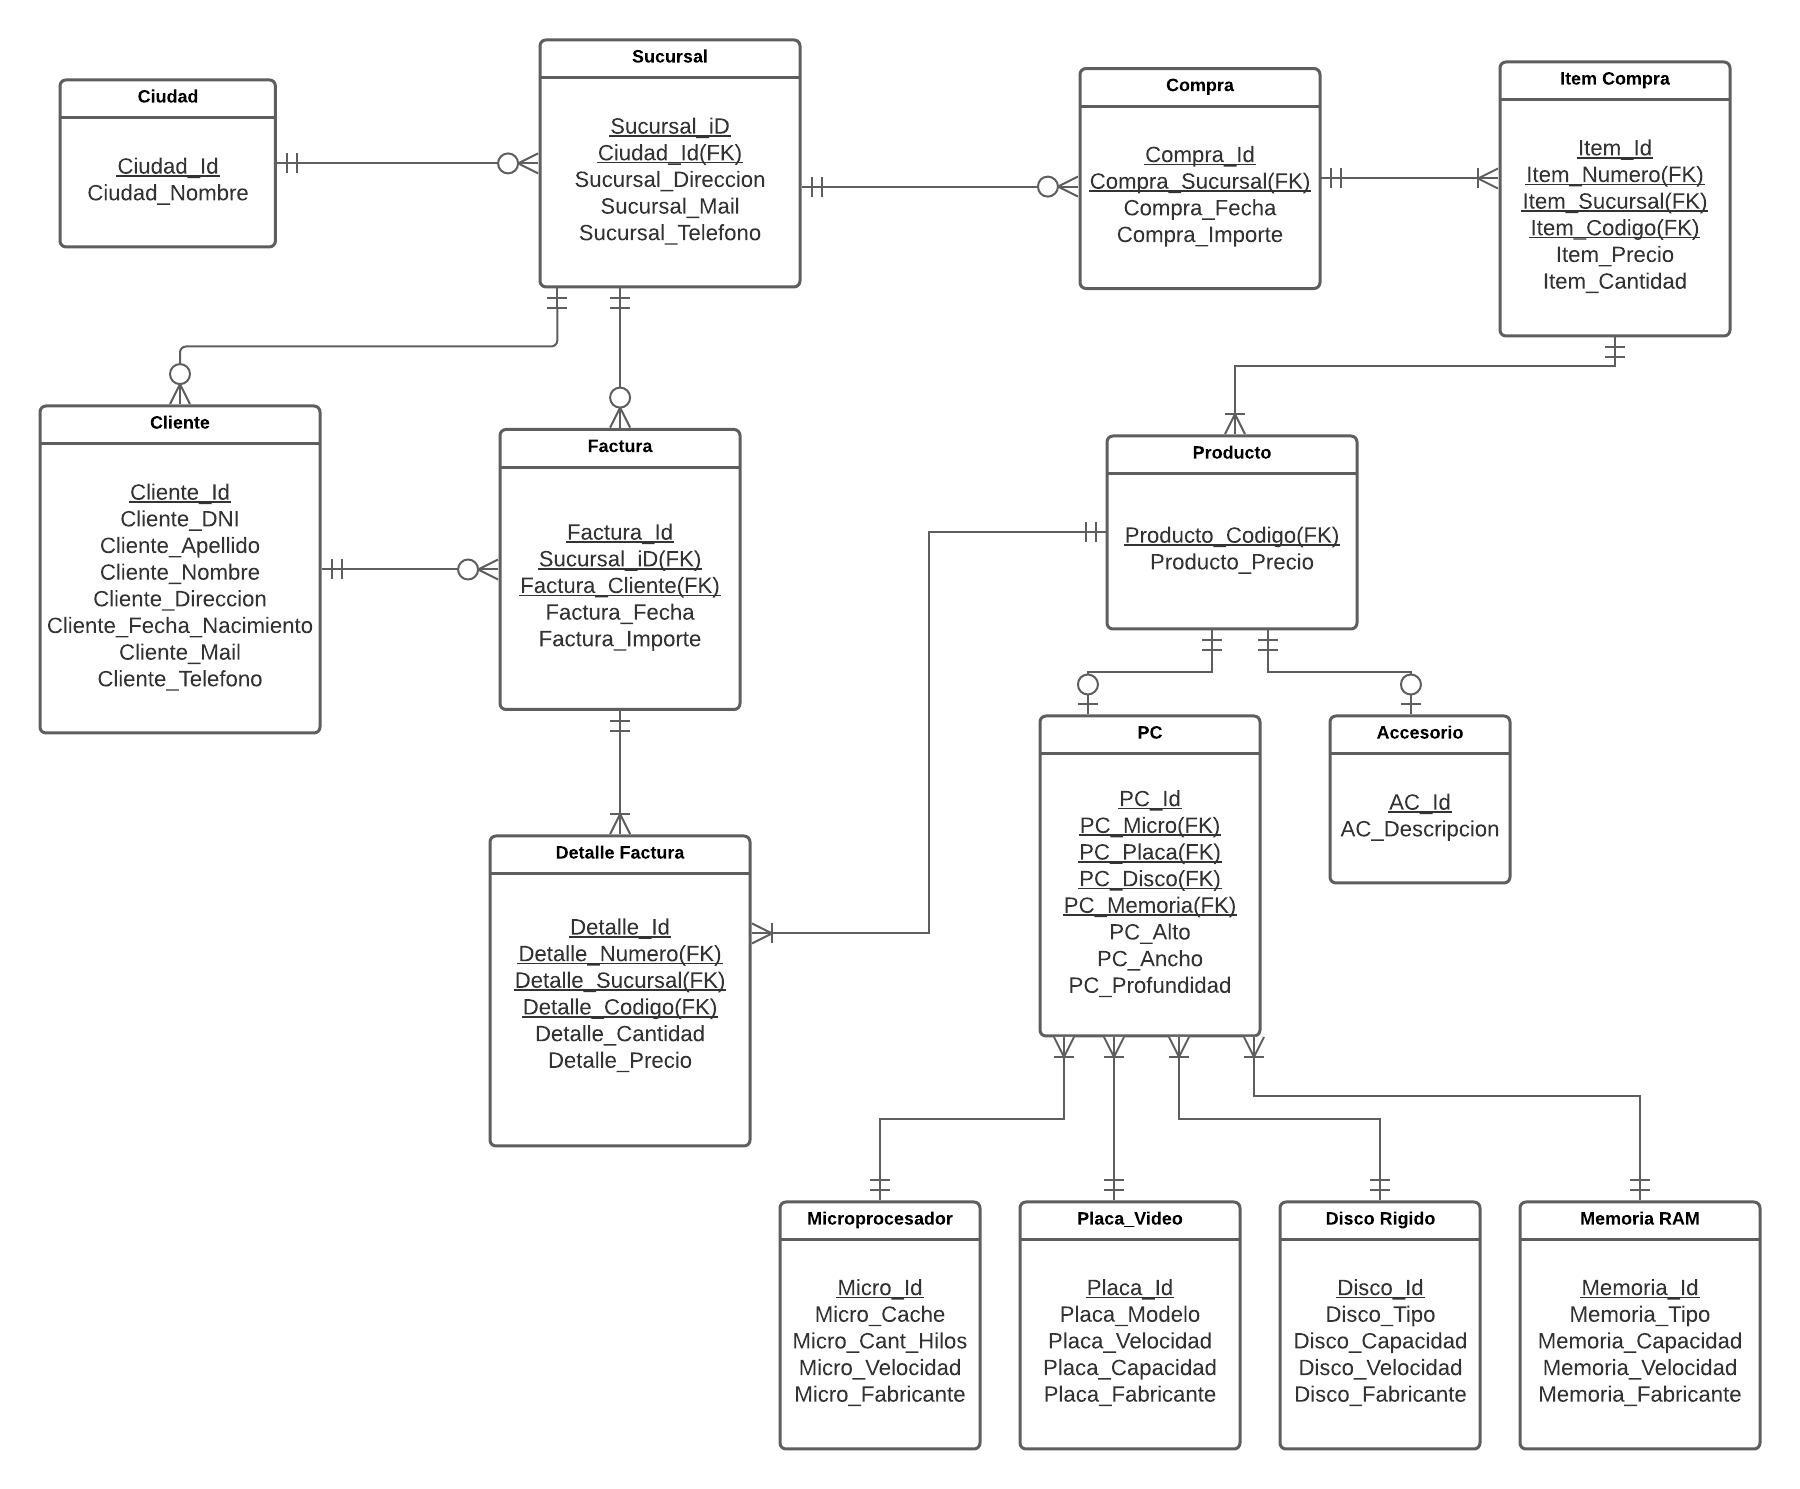 Ciudad
Ciudad_Id
Ciudad_Nombre
Sucursal
Sucursal_iD
Ciudad_Id(FK)
Sucursal_Direccion
Sucursal_Mail
Sucursal_Telefono
Compra
Compra_Id
Compra_Sucursal(FK)
Compra_Fecha
Compra_Importe
Item Compra
Item_Id
Item_Numero(FK)
Item_Sucursal(FK)
Item_Codigo(FK)
Item_Precio
Item_Cantidad
Cliente
Cliente_Id
Cliente_DNI
Cliente_Apellido
Cliente_Nombre
Cliente_Direccion
Cliente_Fecha_Nacimiento
Cliente_Mail
Cliente_Telefono
Factura
Factura_Id
Sucursal_iD(FK)
Factura_Cliente(FK)
Factura_Fecha
Factura_Importe
Producto
Producto_Codigo(FK)
Producto_Precio
PC
PC_Id
PC_Micro(FK)
PC_Placa(FK)
PC_Disco(FK)
PC_Memoria(FK)
PC_Alto
PC_Ancho
PC_Profundidad
Accesorio
AC_Id
AC_Descripcion
Detalle Factura
Detalle_Id
Detalle_Numero(FK)
Detalle_Sucursal(FK)
Detalle_Codigo(FK)
Detalle_Cantidad
Detalle_Precio
Microprocesador
Micro_Id
Micro_Cache
Micro_Cant_Hilos
Micro_Velocidad
Micro_Fabricante
Placa_Video
Placa_Id
Placa_Modelo
Placa_Velocidad
Placa_Capacidad
Placa_Fabricante
Disco Rigido
Disco_Id
Disco_Tipo
Disco_Capacidad
Disco_Velocidad
Disco_Fabricante
Memoria RAM
Memoria_Id
Memoria_Tipo
Memoria_Capacidad
Memoria_Velocidad
Memoria_Fabricante